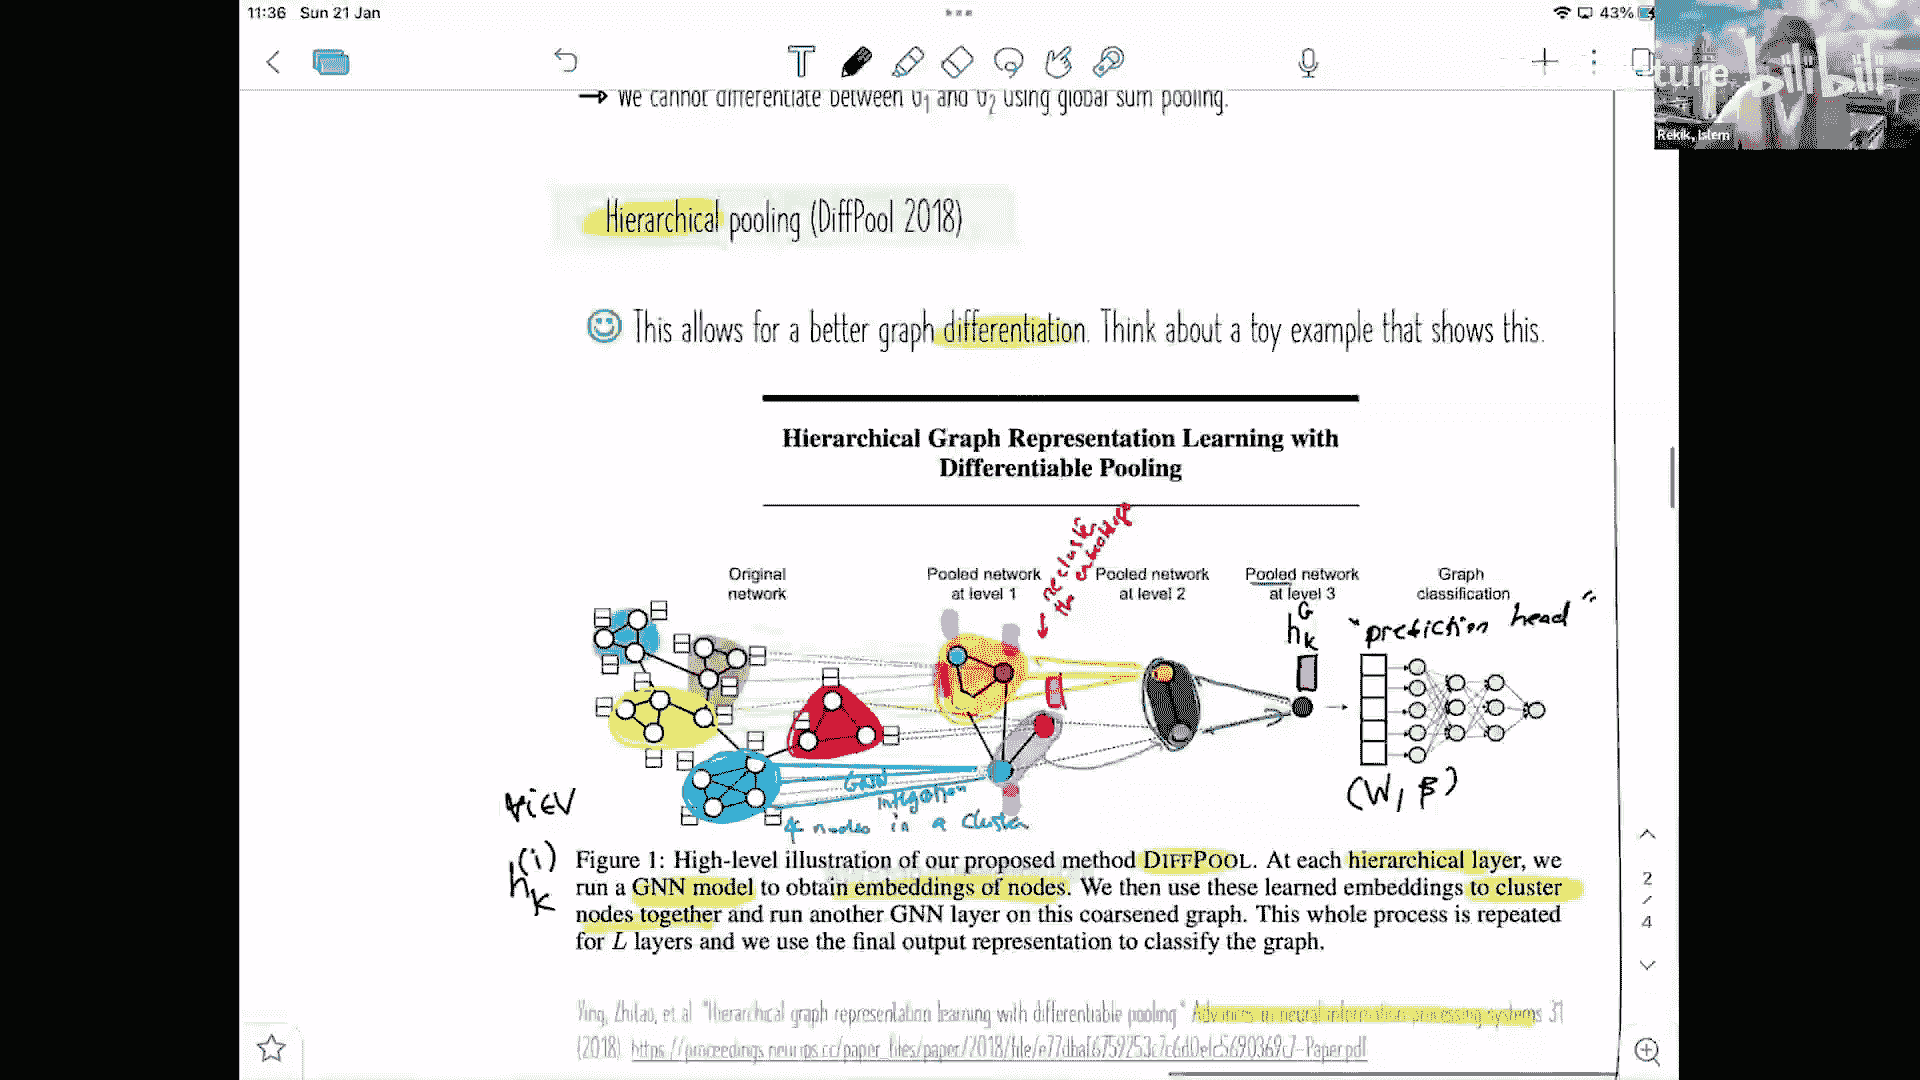 11:36 Sun 21 Jan
43%
ture
bilibili
Rekik, Islem
T
→ We cannot differentiate between G1 and G2 using global sum pooling.
Hierarchical pooling (DiffPool 2018)
This allows for a better graph differentiation. Think about a toy example that shows this.
Hierarchical Graph Representation Learning with
Differentiable Pooling
recluster
the embeddings
Original
network
Pooled network
at level 1
Pooled network
at level 2
Pooled network
at level 3
Graph
classification
h_k^G
"prediction head"
(W, β)
GNN
integration
4 nodes in a cluster
∀i∈V
h_k^(i)
Figure 1: High-level illustration of our proposed method DIFFPOOL. At each hierarchical layer, we
run a GNN model to obtain embeddings of nodes. We then use these learned embeddings to cluster
nodes together and run another GNN layer on this coarsened graph. This whole process is repeated
for L layers and we use the final output representation to classify the graph.
2
/
4
Ying, Zhitao, et al. "Hierarchical graph representation learning with differentiable pooling." Advances in neural information processing systems 31
(2018).